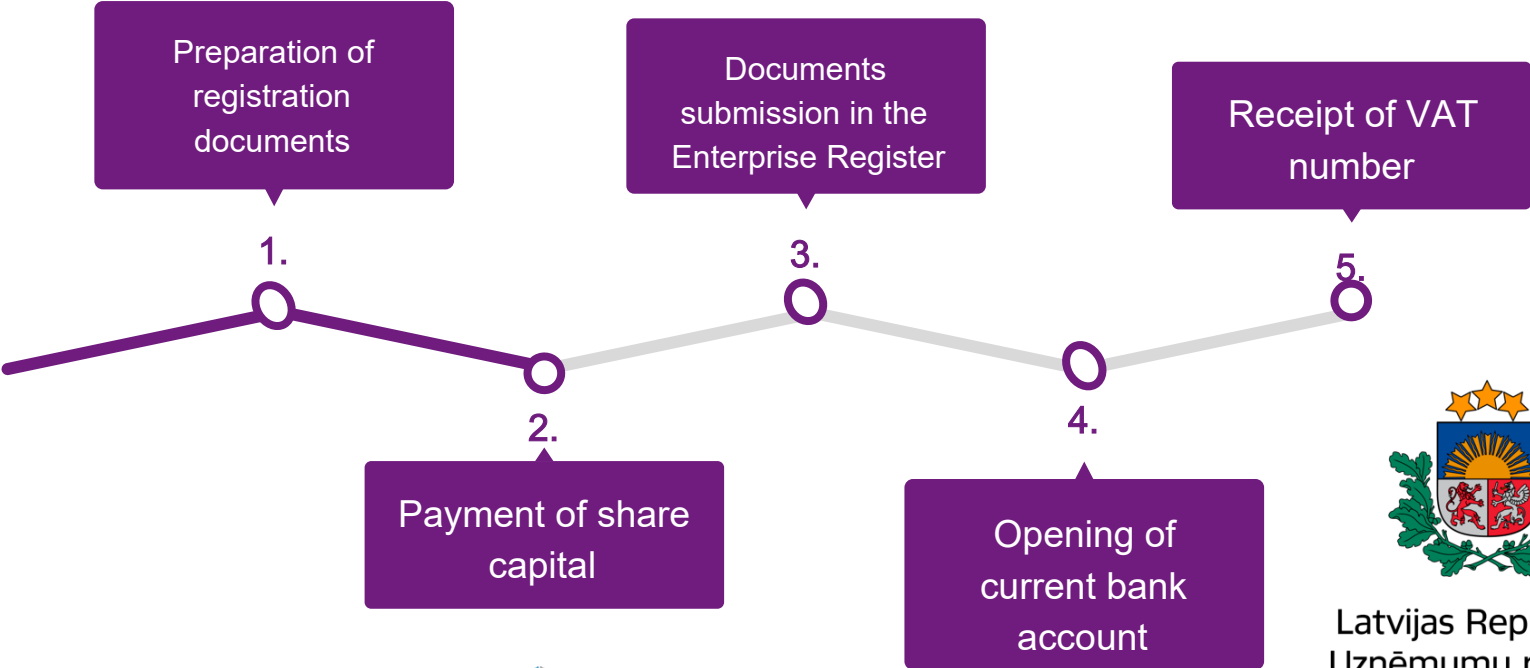 Preparation of
registration
documents
1.
2.
Payment of share
capital
Documents
submission in the
Enterprise Register
3.
4.
Opening of
current bank
account
Receipt of VAT
number
5.
Latvijas